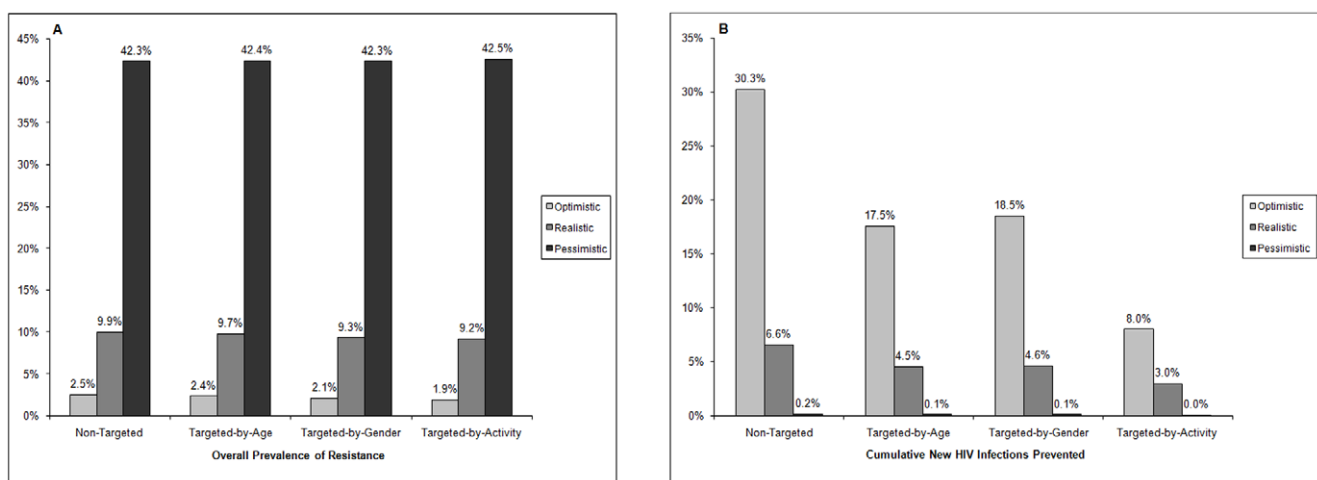 A
45%
40%
35%
30%
25%
20%
15%
10%
5%
0%
42.3%
42.4%
42.3%
42.5%
9.9%
9.7%
9.3%
9.2%
2.5%
2.4%
2.1%
1.9%
Non-Targeted
Targeted-by-Age
Targeted-by-Gender
Targeted-by-Activity
Overall Prevalence of Resistance
Optimistic
Realistic
Pessimistic
B
35%
30%
25%
20%
15%
10%
5%
0%
30.3%
17.5%
18.5%
8.0%
6.6%
4.5%
4.6%
3.0%
0.2%
0.1%
0.1%
0.0%
Non-Targeted
Targeted-by-Age
Targeted-by-Gender
Targeted-by-Activity
Cumulative New HIV Infections Prevented
Optimistic
Realistic
Pessimistic